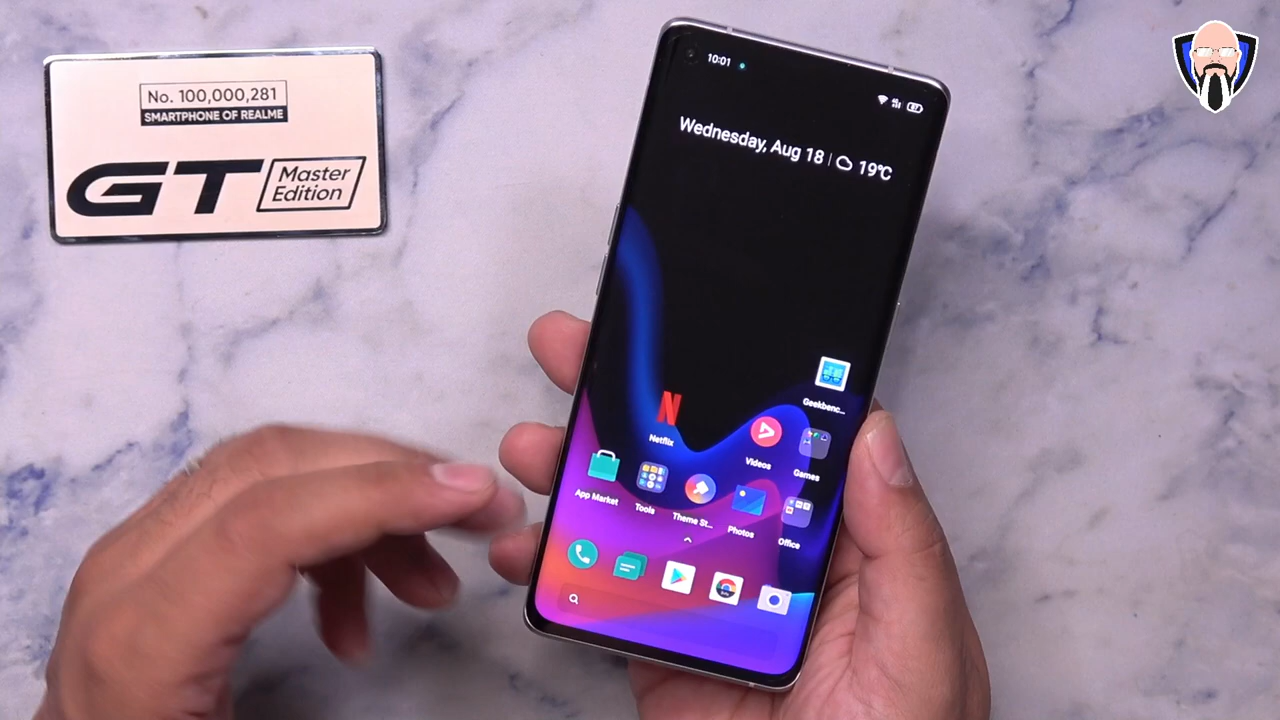 No. 100,000,281
SMARTPHONE OF REALME
GT Master
Edition
10:01
Wednesday, Aug 18 19°C
Geekbenc...
Netflix
Videos
Games
App Market
Tools
Theme St...
Photos
Office